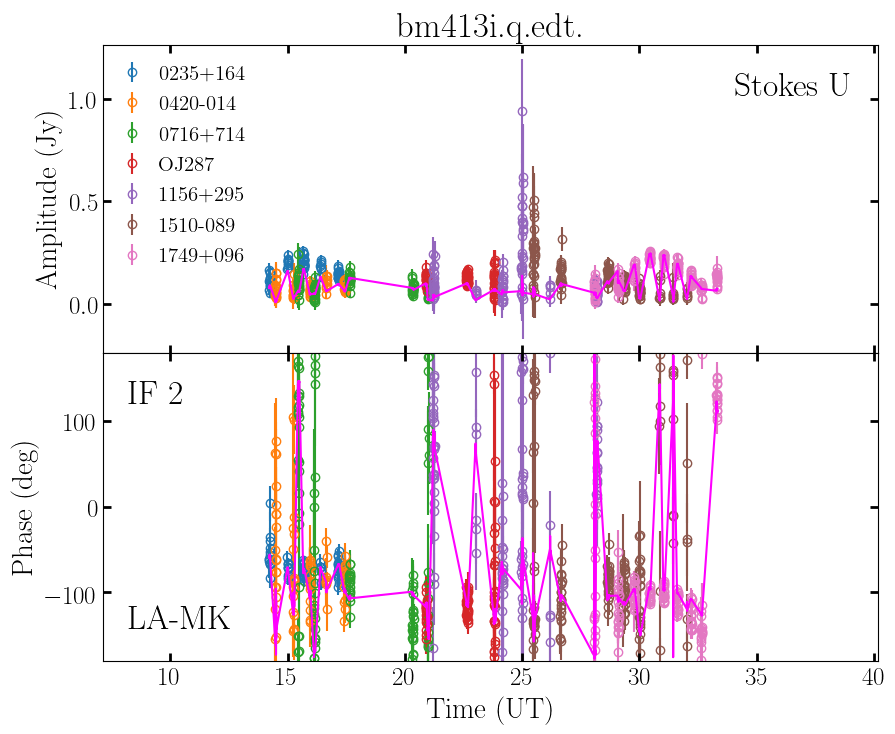 bm413i.q.edt.
Stokes U
0235+164
0420-014
0716+714
OJ287
1156+295
1510-089
1749+096
Amplitude (Jy)
1.0
0.5
0.0
IF 2
LA-MK
Phase (deg)
100
0
−100
10 15 20 25 30 35 40
Time (UT)